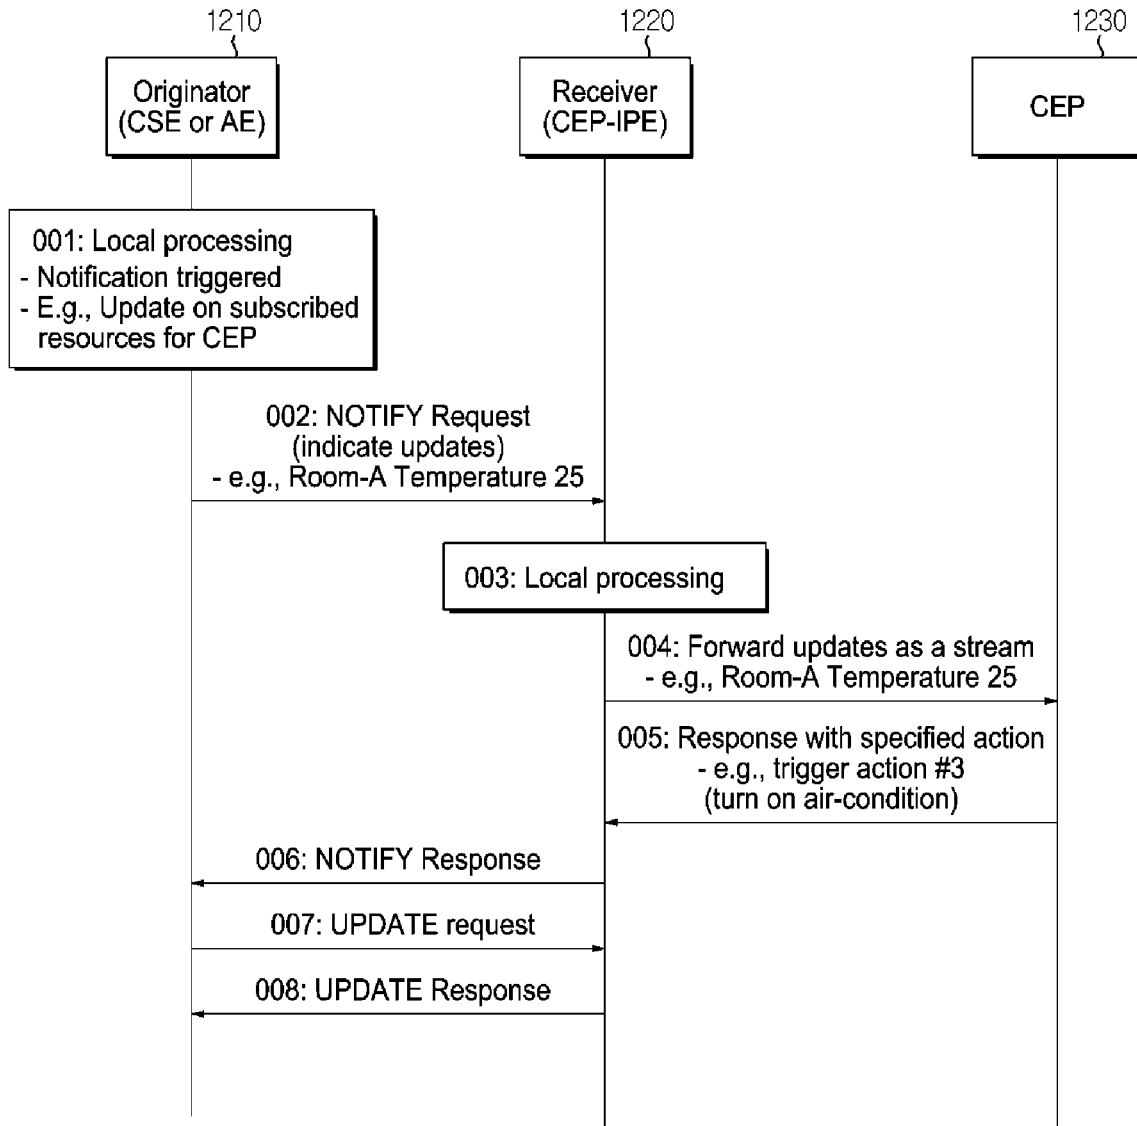 1210
1220
1230
Originator
(CSE or AE)
Receiver
(CEP-IPE)
CEP
001: Local processing
- Notification triggered
- E.g., Update on subscribed
resources for CEP
002: NOTIFY Request
(indicate updates)
- e.g., Room-A Temperature 25
003: Local processing
004: Forward updates as a stream
- e.g., Room-A Temperature 25
005: Response with specified action
- e.g., trigger action #3
(turn on air-condition)
006: NOTIFY Response
007: UPDATE request
008: UPDATE Response